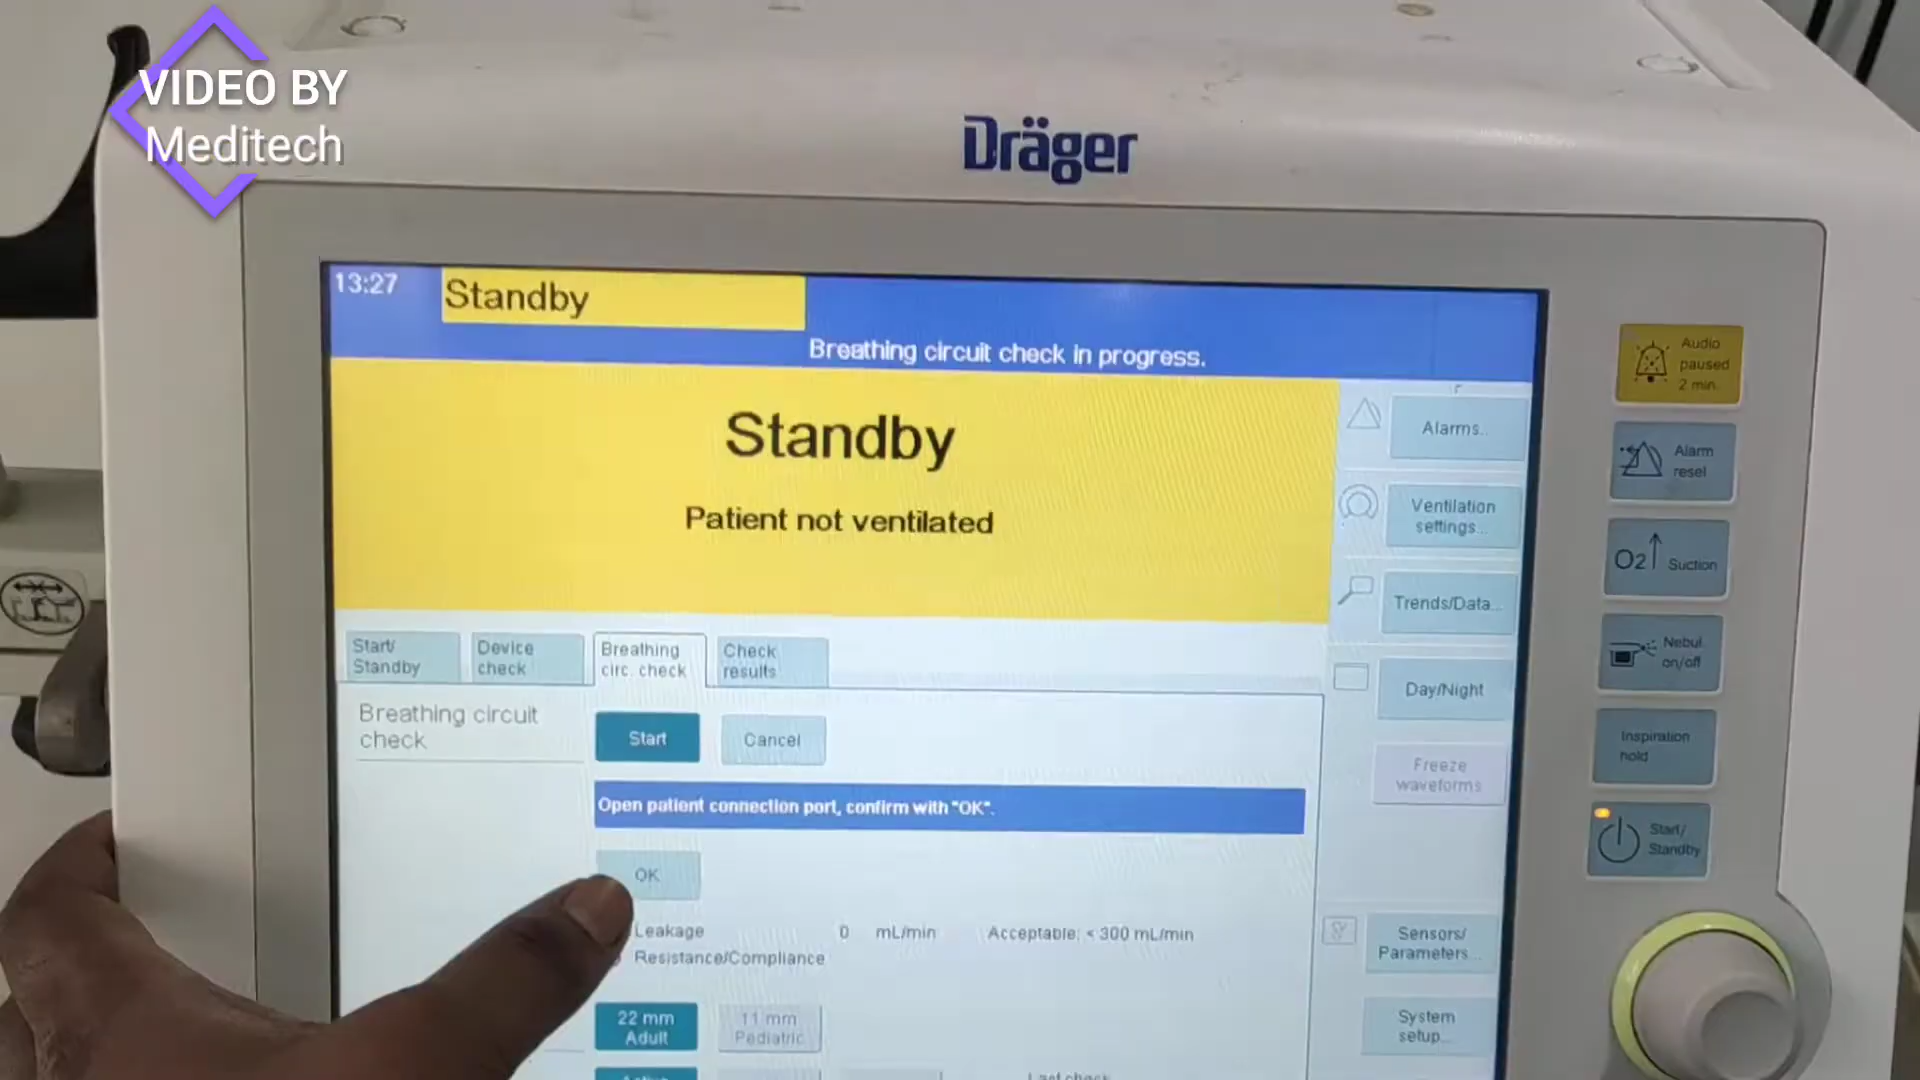 VIDEO BY
Meditech
Dräger
13:27
Standby
Breathing circuit check in progress.
Standby
Patient not ventilated
Start/
Standby
Device
check
Breathing
circ. check
Check
results
Breathing circuit
check
Start
Cancel
Open patient connection port, confirm with "OK".
OK
Leakage
0
mL/min
Acceptable: < 300 mL/min
Resistance/Compliance
22 mm
Adult
11 mm
Pediatric
Alarms..
Ventilation
settings...
Trends/Data...
Day/Night
Freeze
waveforms
Sensors/
Parameters...
System
setup...
Audio
paused
2 min.
Alarm
reset
O2↑ Suction
Nebul.
on/off
Inspiration
hold
Start/
Standby